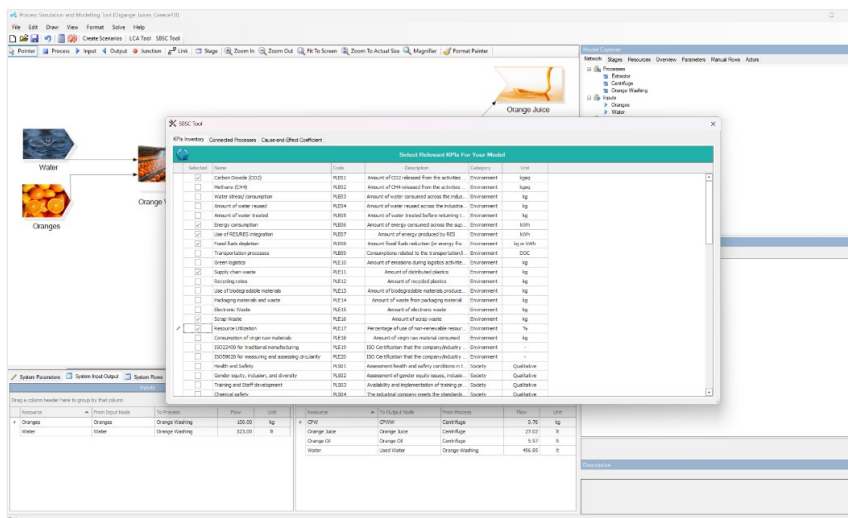 Process Simulation and Modelling Tool [Organge Juices Greece4.0]
File Edit Draw View Format Solve Help
Create Scenarios LCA Tool SBSC Tool
Pointer Process Input Output Junction Link Stage Zoom In Zoom Out Fit To Screen Zoom To Actual Size Magnifier Format Painter
Model Explorer
Network Stages Resources Overview Parameters Manual Rows Actors
Processes
Extractor
Centrifuge
Orange Washing
Inputs
Oranges
Water
Orange Juice
Water
Oranges
SBSC Tool
KPIs Inventory Connected Processes Cause-and-Effect Coefficient
Select Relevant KPIs For Your Model
Selected Name Code Description Category Unit
Carbon Dioxide (CO2) PLE01 Amount of CO2 released from the activities ... Environment kgeq
Methane (CH4) PLE02 Amount of CH4 released from the activities ... Environment kgeq
Water stress/ consumption PLE03 Amount of water consumed across the indus... Environment kg
Amount of water reused PLE04 Amount of water reused across the industria... Environment kg
Amount of water treated PLE05 Amount of water treated before returning t... Environment kg
Energy consumption PLE06 Amount of energy consumed across the sup... Environment kWh
Use of RES/RES integration PLE07 Amount of energy produced by RES Environment kWh
Fossil fuels depletion PLE08 Amount fossil fuels reduction (or energy fro... Environment kg or kWh
Transportation processes PLE09 Consumptions related to the transportation/l... Environment DOC
Green logistics PLE10 Amount of emissions during logistics activitie... Environment kg
Supply chain waste PLE11 Amount of distributed plastics Environment kg
Recycling rates PLE12 Amount of recycled plastics Environment kg
Use of biodegradable materials PLE13 Amount of biodegradable materials produce... Environment kg
Packaging materials and waste PLE14 Amount of waste from packaging material Environment kg
Electronic Waste PLE15 Amount of electronic waste Environment kg
Scrap Waste PLE16 Amount of scrap waste Environment kg
Resource Utilization PLE17 Percentage of use of non-renewable resour... Environment %
Consumption of virgin raw materials PLE18 Amount of virgin raw material consumed Environment kg
ISO22400 for traditional manufacturing PLE19 ISO Certification that the company/industry ... Environment -
ISO59020 for measuring and assessing circularity PLE20 ISO Certification that the company/industry ... Environment -
Health and Safety PLS01 Assessment health and safety conditions in t... Society Qualitative
Gender equity, inclusion, and diversity PLS02 Assessment of gender equity issues, inclusio... Society Qualitative
Training and Staff development PLS03 Availability and implementation of training pr... Society Qualitative
Chemical safety PLS04 The industrial company meets the standards... Society Qualitative
System Parameters System Input Output System Flows
Inputs
Drag a column header here to group by that column
Resource From Input Node To Process Flow Unit
Oranges Oranges Orange Washing 100.00 kg
Water Water Orange Washing 523.00 lt
Resource To Output Node From Process Flow Unit
CPW CPWW Centrifuge 0.79 kg
Orange Juice Orange Juice Centrifuge 27.02 lt
Orange Oil Orange Oil Centrifuge 5.97 lt
Water Used Water Orange Washing 496.85 lt
Description